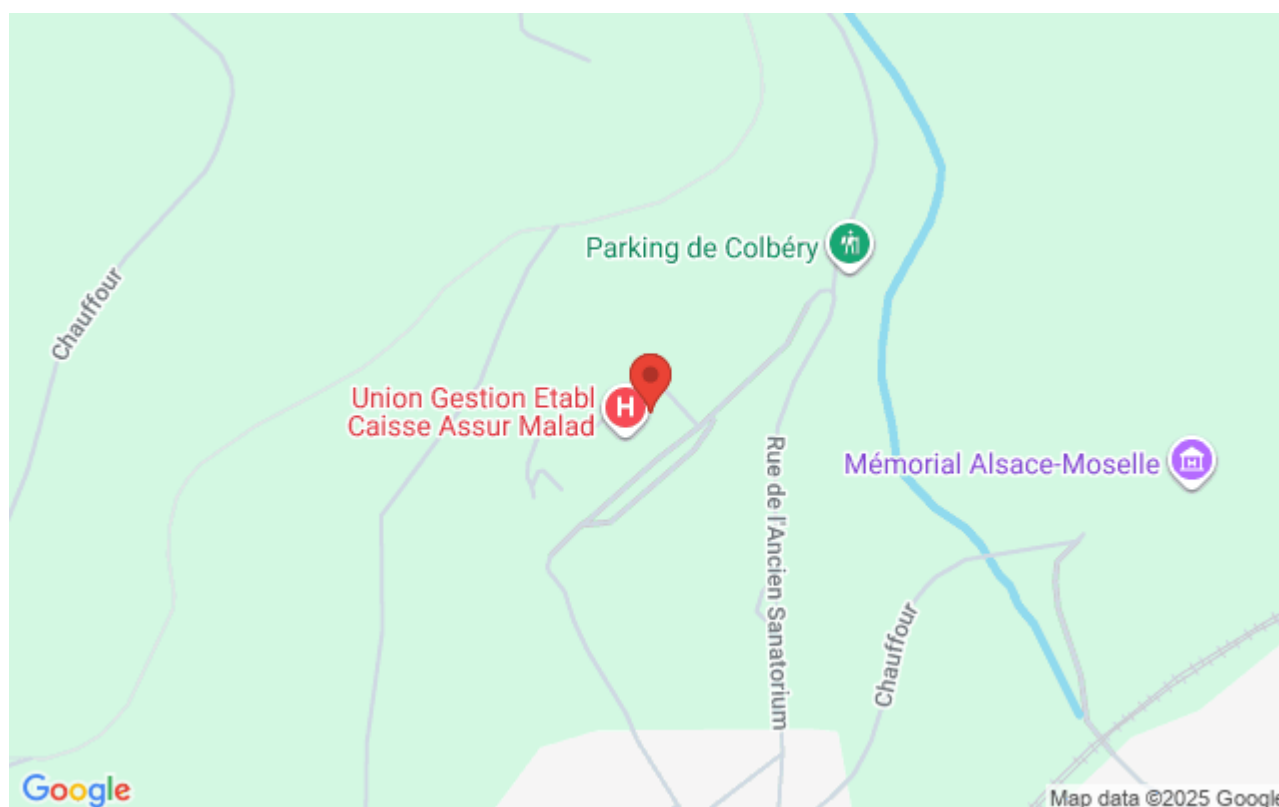 Parking de Colbéry
Chauffour
Union Gestion Etabl
Caisse Assur Malad
H
Mémorial Alsace-Moselle
Rue de l'Ancien Sanatorium
Chauffour
Google
Map data ©2025 Google